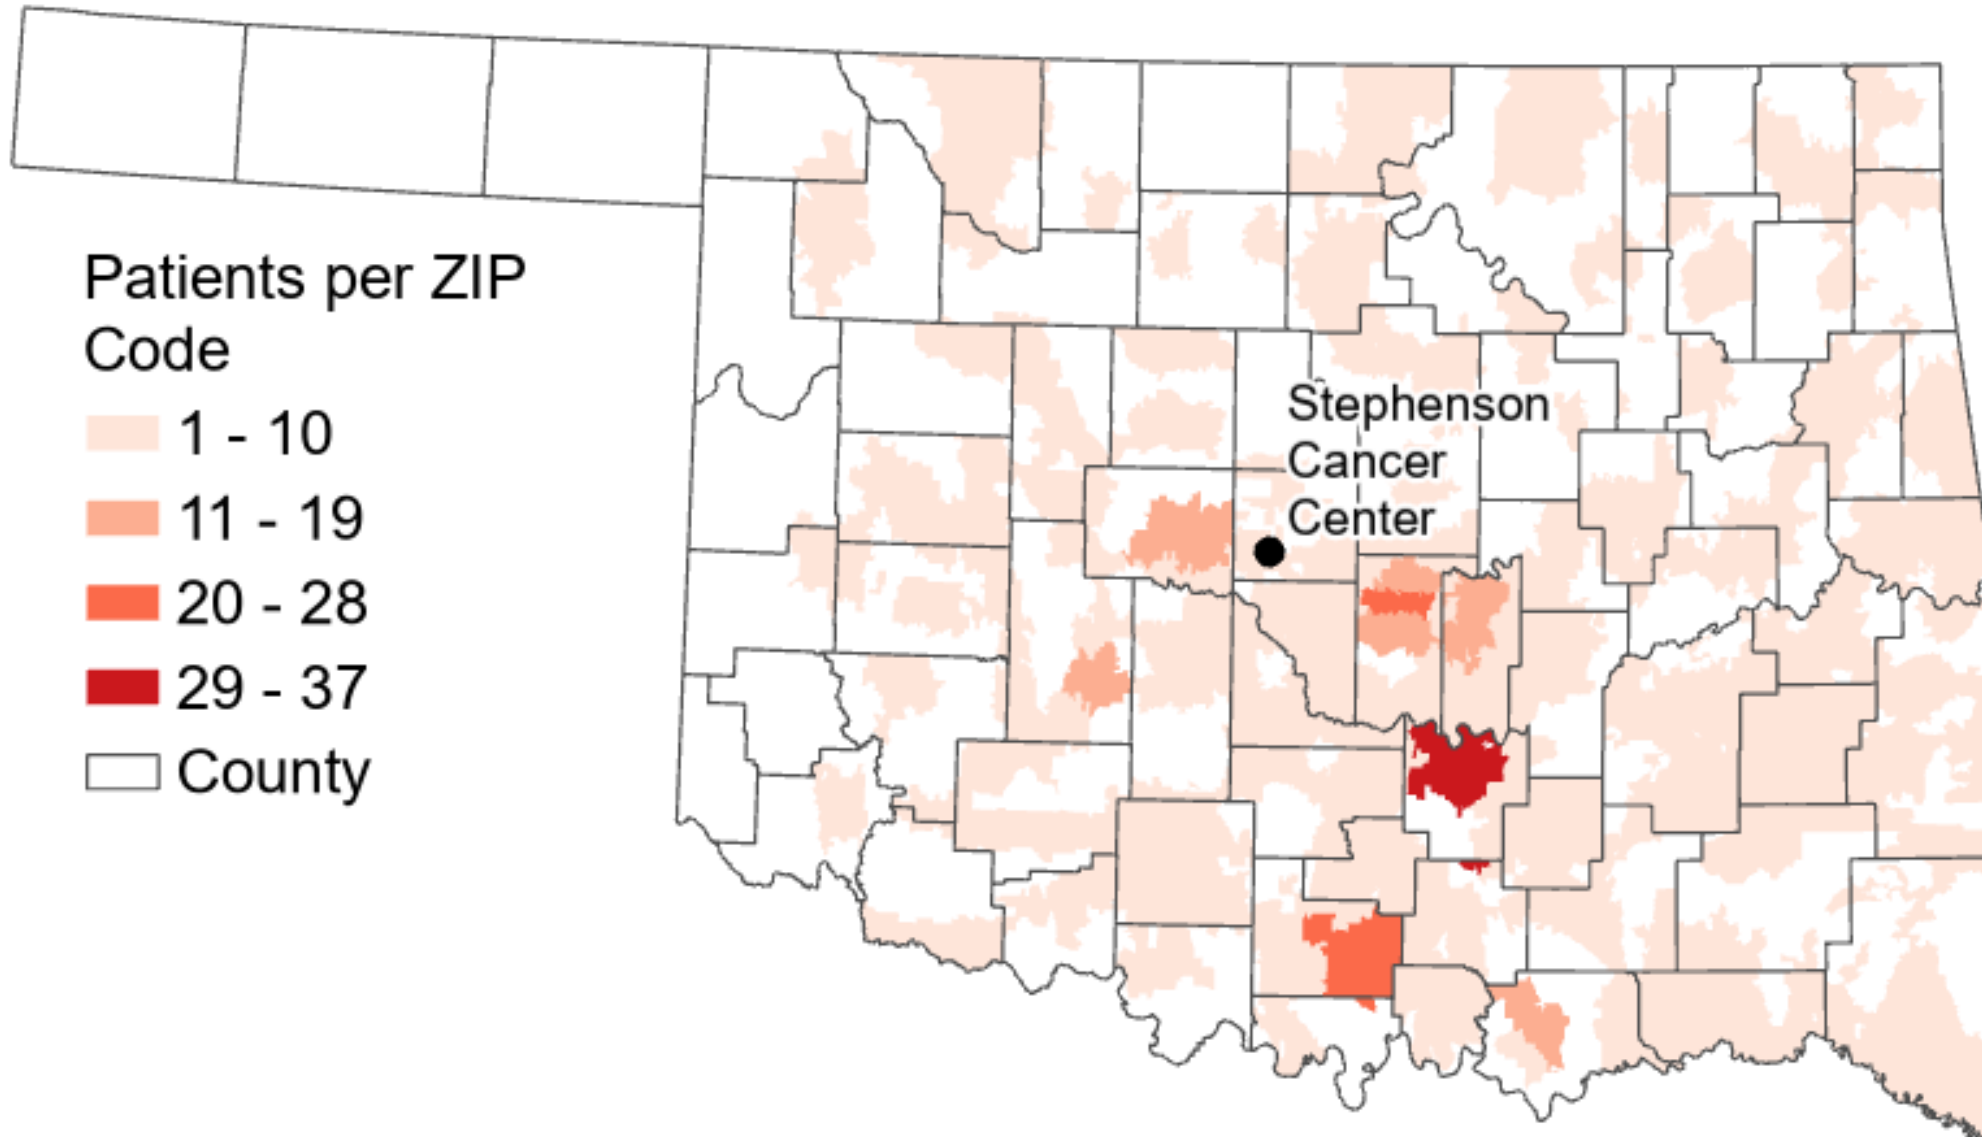 Patients per ZIP
Code
1 - 10
11 - 19
20 - 28
29 - 37
County
Stephenson
Cancer
Center